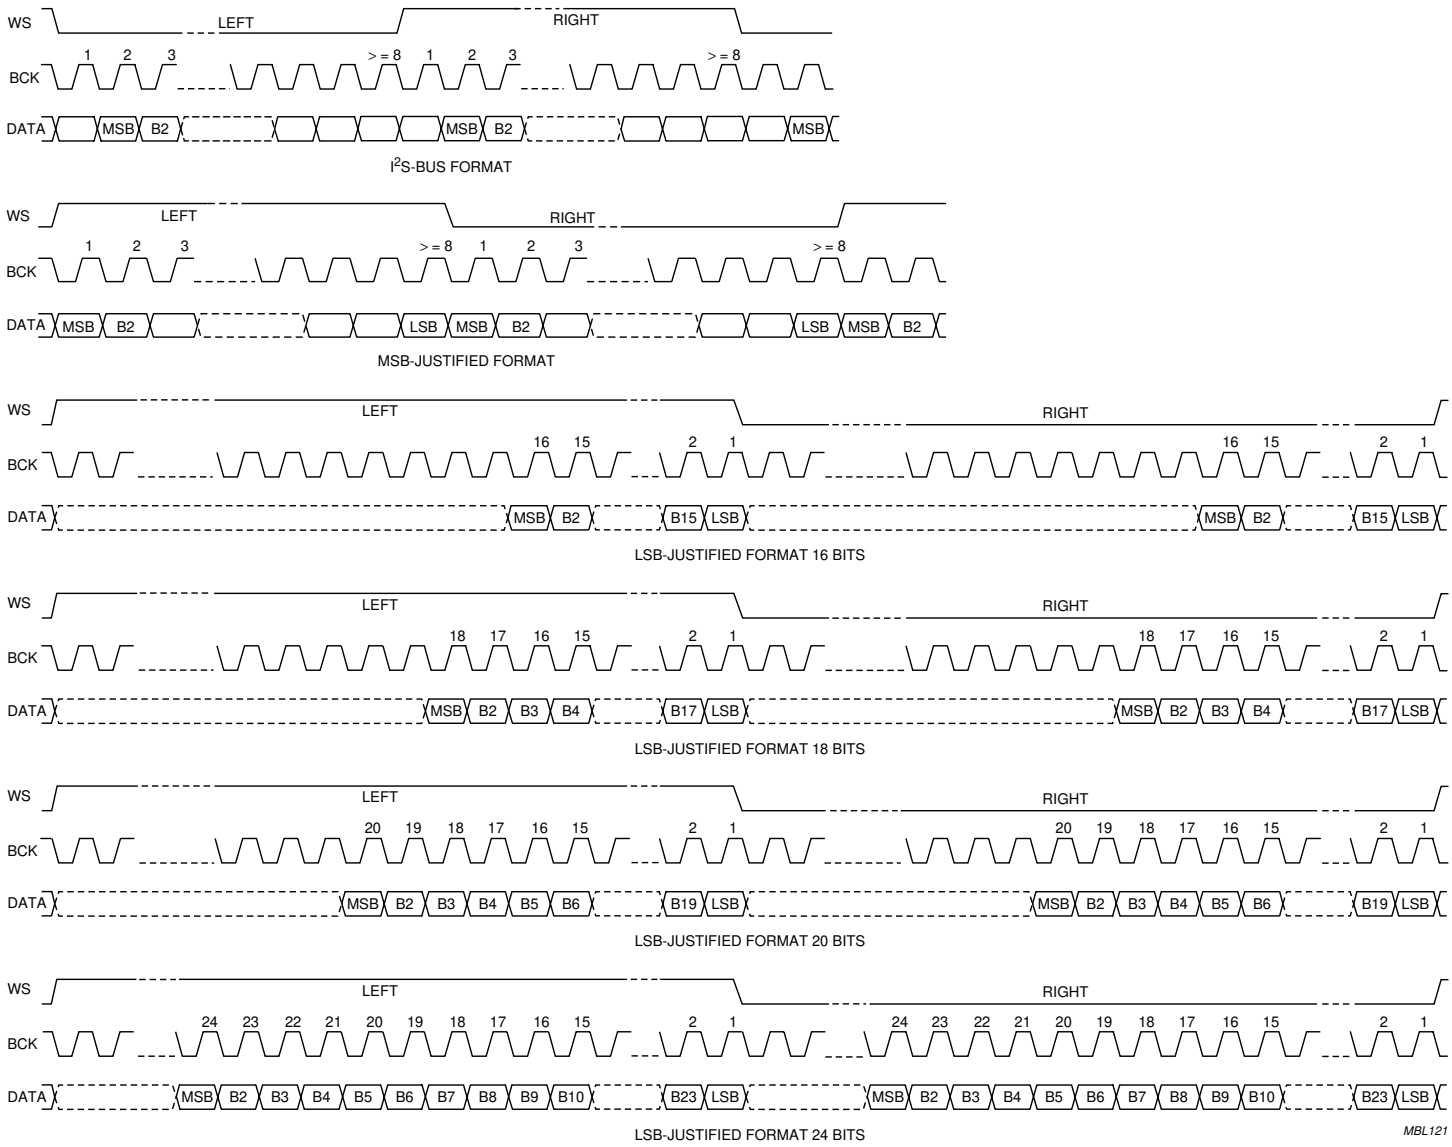 WS LEFT RIGHT
1 2 3 > = 8 1 2 3 > = 8
BCK
DATA MSB B2 MSB B2 MSB
I2S-BUS FORMAT
WS LEFT RIGHT
1 2 3 > = 8 1 2 3 > = 8
BCK
DATA MSB B2 LSB MSB B2 LSB MSB B2
MSB-JUSTIFIED FORMAT
WS LEFT RIGHT
16 15 2 1 16 15 2 1
BCK
DATA MSB B2 B15 LSB MSB B2 B15 LSB
LSB-JUSTIFIED FORMAT 16 BITS
WS LEFT RIGHT
18 17 16 15 2 1 18 17 16 15 2 1
BCK
DATA MSB B2 B3 B4 B17 LSB MSB B2 B3 B4 B17 LSB
LSB-JUSTIFIED FORMAT 18 BITS
WS LEFT RIGHT
20 19 18 17 16 15 2 1 20 19 18 17 16 15 2 1
BCK
DATA MSB B2 B3 B4 B5 B6 B19 LSB MSB B2 B3 B4 B5 B6 B19 LSB
LSB-JUSTIFIED FORMAT 20 BITS
WS LEFT RIGHT
24 23 22 21 20 19 18 17 16 15 2 1 24 23 22 21 20 19 18 17 16 15 2 1
BCK
DATA MSB B2 B3 B4 B5 B6 B7 B8 B9 B10 B23 LSB MSB B2 B3 B4 B5 B6 B7 B8 B9 B10 B23 LSB
LSB-JUSTIFIED FORMAT 24 BITS
MBL121